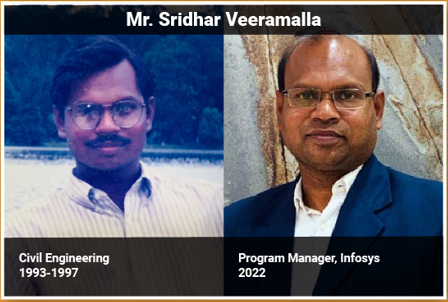 Mr. Sridhar Veeramalla
Civil Engineering
1993-1997
Program Manager, Infosys
2022